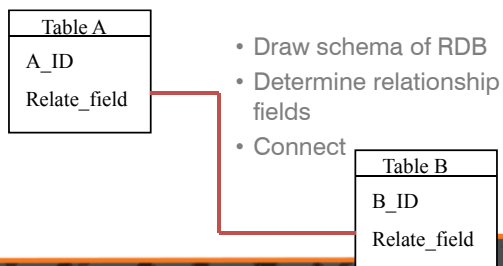 Table A
A_ID
Relate_field
• Draw schema of RDB
• Determine relationship
fields
• Connect
Table B
B_ID
Relate_field